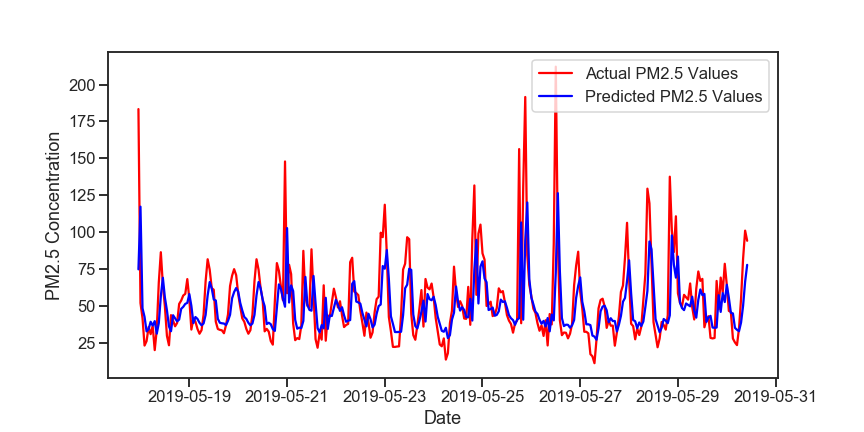 Actual PM2.5 Values
Predicted PM2.5 Values
PM2.5 Concentration
200
175
150
125
100
75
50
25
2019-05-19 2019-05-21 2019-05-23 2019-05-25 2019-05-27 2019-05-29 2019-05-31
Date